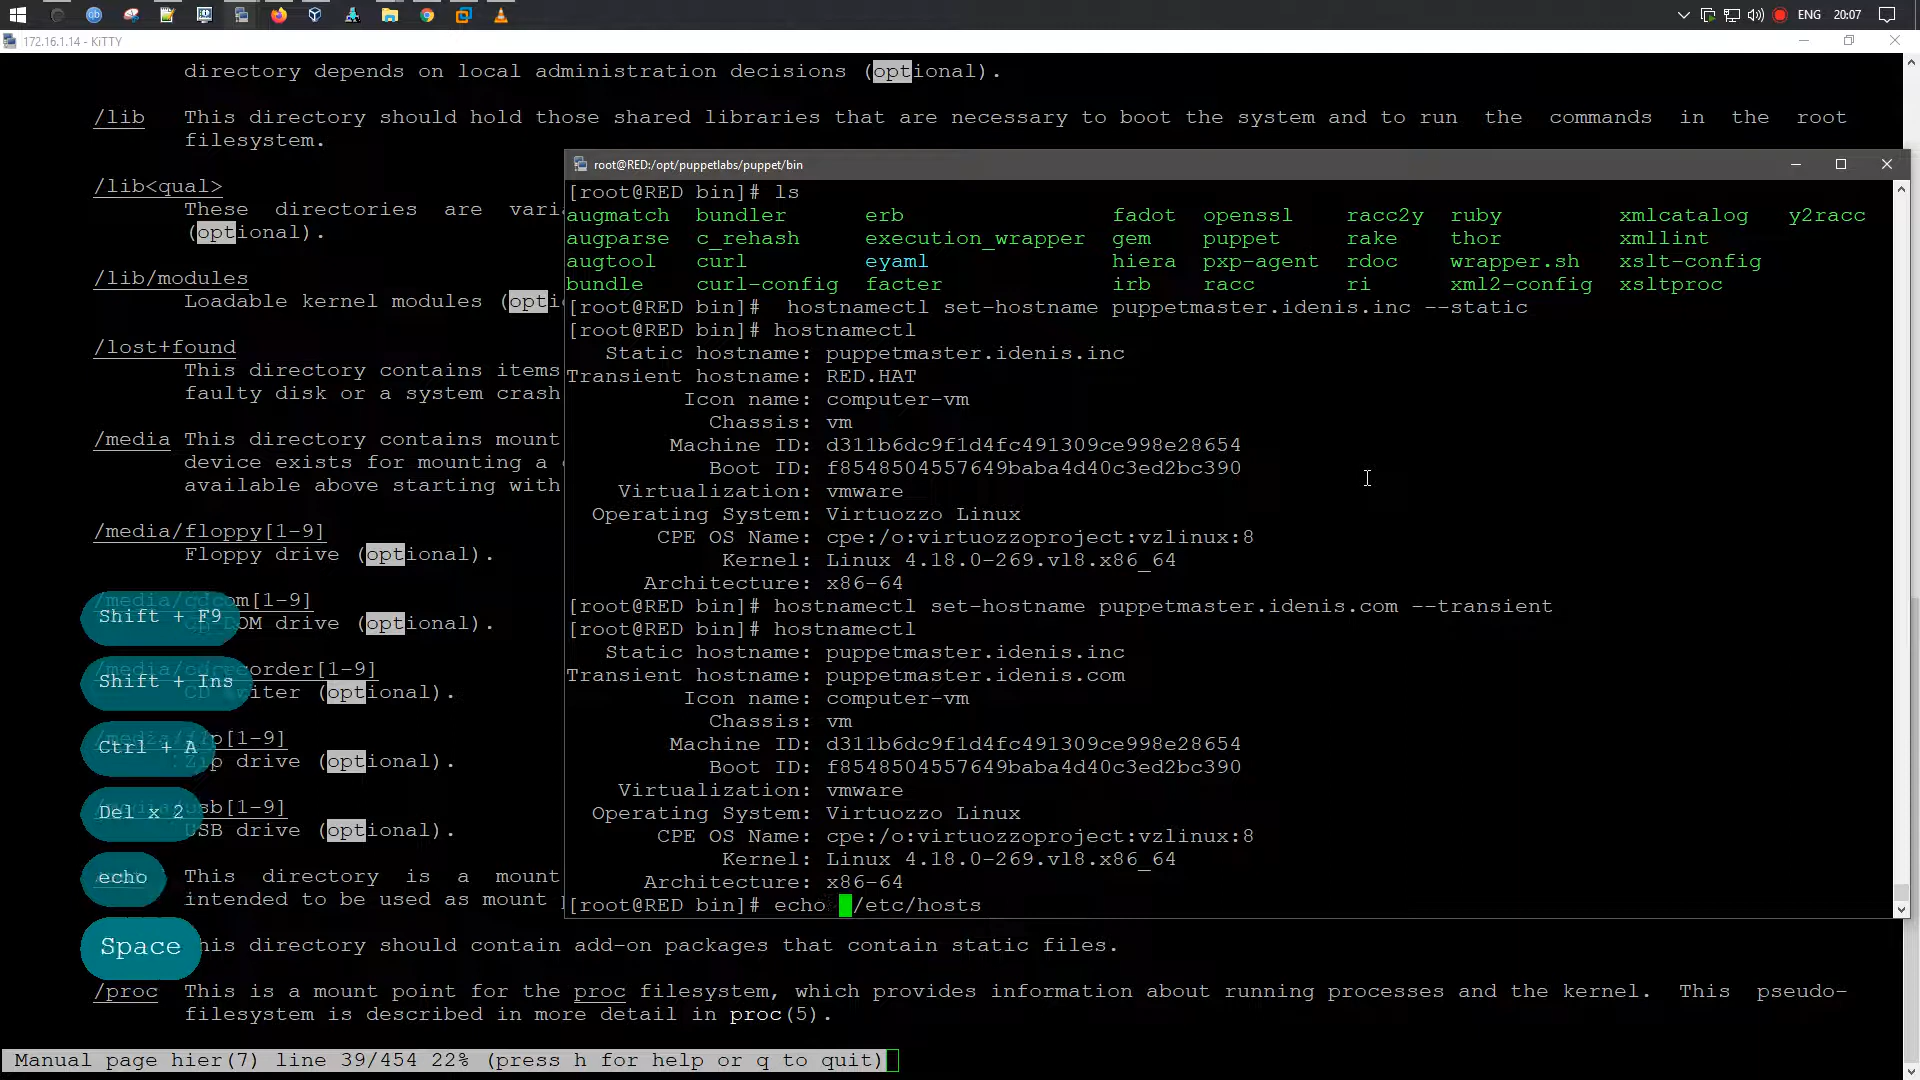 ENG 20:07
172.16.1.14 - KiTTY
directory depends on local administration decisions (optional).
/lib This directory should hold those shared libraries that are necessary to boot the system and to run the commands in the root
filesystem.
/lib<qual>
These directories are vari
(optional).
/lib/modules
Loadable kernel modules (opti
/lost+found
This directory contains items
faulty disk or a system crash
/media This directory contains mount
device exists for mounting a
available above starting with
/media/floppy[1-9]
Floppy drive (optional).
/media/cdrom[1-9]
CD-ROM drive (optional).
/media/cdrecorder[1-9]
CD writer (optional).
/media/zip[1-9]
Zip drive (optional).
/media/usb[1-9]
USB drive (optional).
This directory is a mount
intended to be used as mount
This directory should contain add-on packages that contain static files.
/proc This is a mount point for the proc filesystem, which provides information about running processes and the kernel. This pseudo-
filesystem is described in more detail in proc(5).
Manual page hier(7) line 39/454 22% (press h for help or q to quit)
Shift + F9
Shift + Ins
Ctrl + A
Del x 2
echo
Space
root@RED:/opt/puppetlabs/puppet/bin
[root@RED bin]# ls
augmatch bundler erb fadot openssl racc2y ruby xmlcatalog y2racc
augparse c_rehash execution_wrapper gem puppet rake thor xmllint
augtool curl eyaml hiera pxp-agent rdoc wrapper.sh xslt-config
bundle curl-config facter irb racc ri xml2-config xsltproc
[root@RED bin]#  hostnamectl set-hostname puppetmaster.idenis.inc --static
[root@RED bin]# hostnamectl
Static hostname: puppetmaster.idenis.inc
Transient hostname: RED.HAT
Icon name: computer-vm
Chassis: vm
Machine ID: d311b6dc9f1d4fc491309ce998e28654
Boot ID: f8548504557649baba4d40c3ed2bc390
Virtualization: vmware
Operating System: Virtuozzo Linux
CPE OS Name: cpe:/o:virtuozzoproject:vzlinux:8
Kernel: Linux 4.18.0-269.vl8.x86_64
Architecture: x86-64
[root@RED bin]# hostnamectl set-hostname puppetmaster.idenis.com --transient
[root@RED bin]# hostnamectl
Static hostname: puppetmaster.idenis.inc
Transient hostname: puppetmaster.idenis.com
Icon name: computer-vm
Chassis: vm
Machine ID: d311b6dc9f1d4fc491309ce998e28654
Boot ID: f8548504557649baba4d40c3ed2bc390
Virtualization: vmware
Operating System: Virtuozzo Linux
CPE OS Name: cpe:/o:virtuozzoproject:vzlinux:8
Kernel: Linux 4.18.0-269.vl8.x86_64
Architecture: x86-64
[root@RED bin]# echo  /etc/hosts